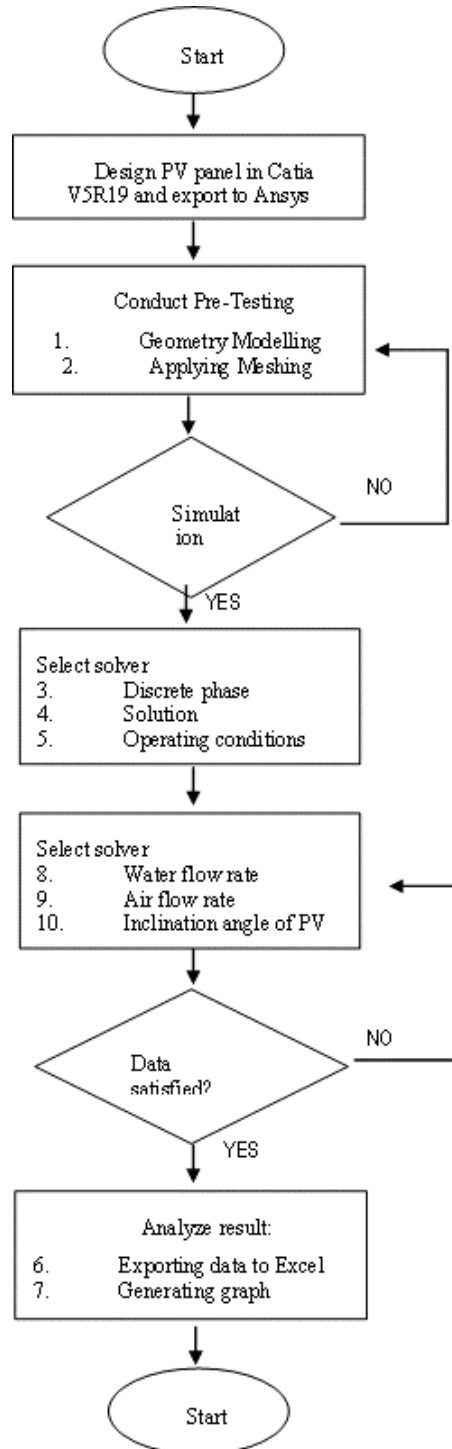 Start
Design PV panel in Catia
V5R19 and export to Ansys
Conduct Pre-Testing
1. Geometry Modelling
2. Applying Meshing
NO
Simulat
ion
YES
Select solver
3. Discrete phase
4. Solution
5. Operating conditions
Select solver
8. Water flow rate
9. Air flow rate
10. Inclination angle of PV
NO
Data
satisfied?
YES
Analyze result:
6. Exporting data to Excel
7. Generating graph
Start